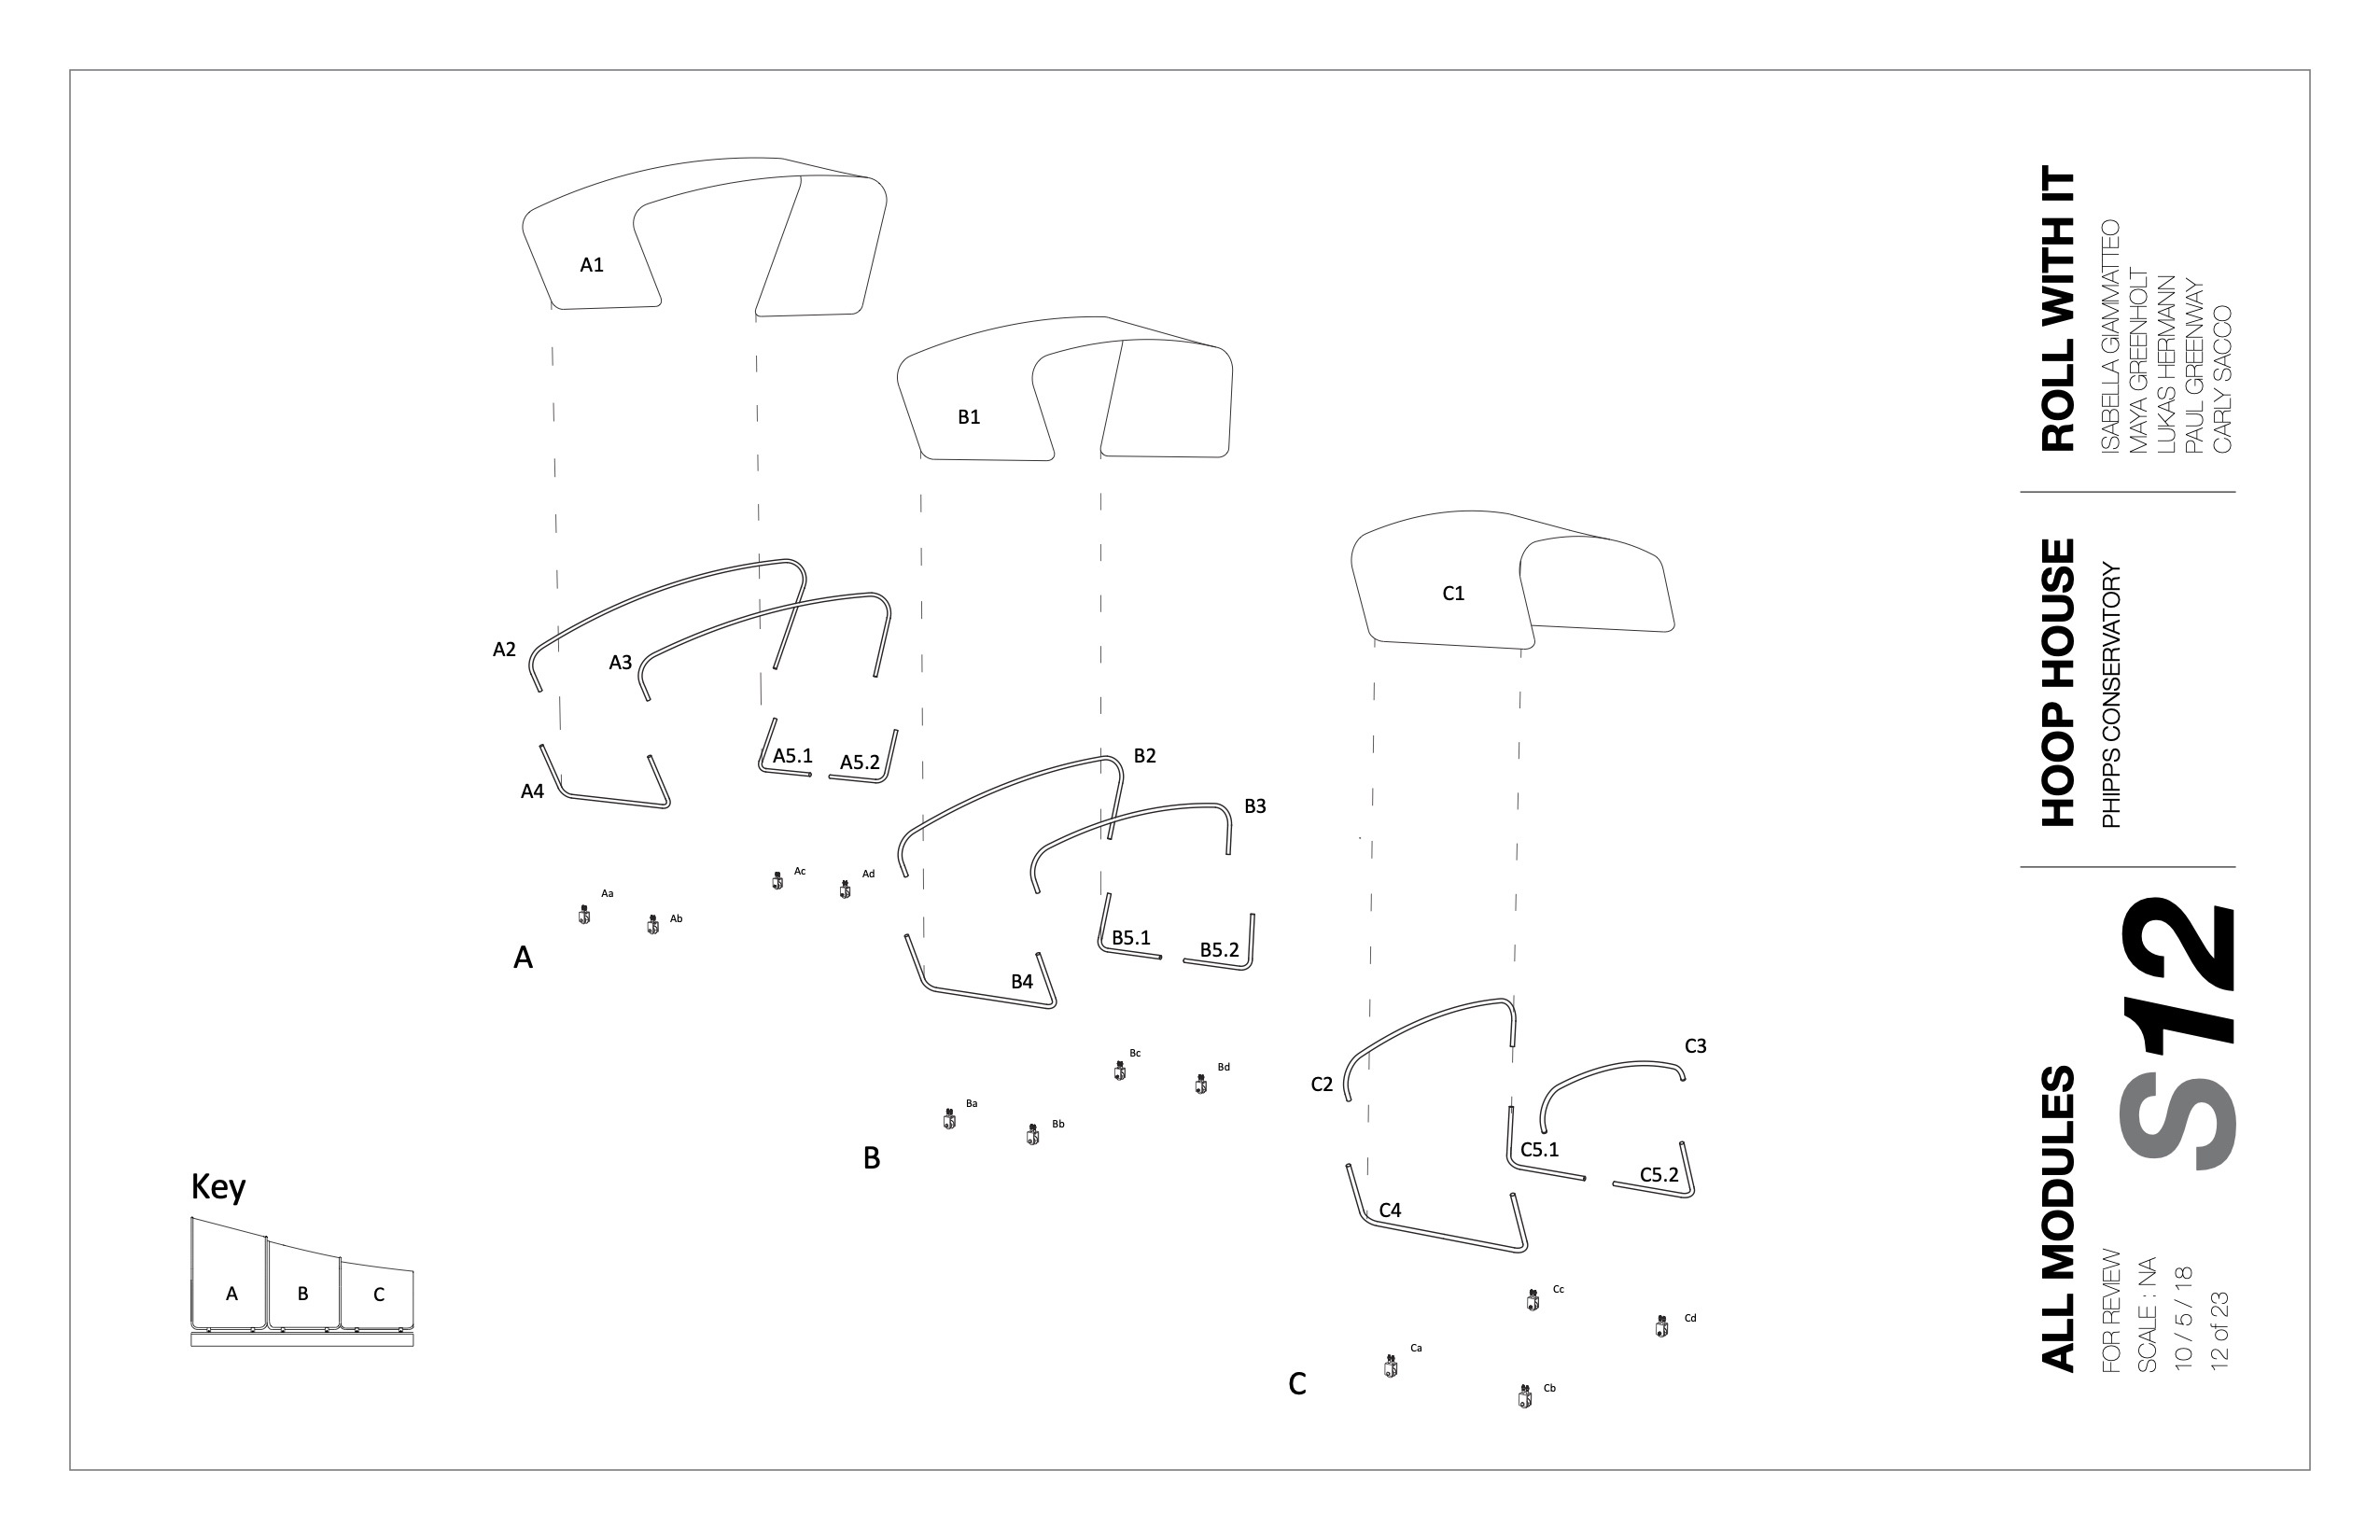 A1
B1
C1
A2
A3
A5.1
A5.2
A4
B2
B3
Ac
Ad
Aa
Ab
A
B5.1
B5.2
B4
Bc
Bd
Ba
Bb
B
C2
C3
C5.1
C5.2
C4
Cc
Cd
Ca
Cb
C
Key
A
B
C
ROLL WITH IT
ISABELLA GIAMMATTEO
MAYA GREENHOLT
LUKAS HERMANN
PAUL GREENWAY
CARLY SACCO
HOOP HOUSE
PHIPPS CONSERVATORY
ALL MODULES
FOR REVIEW
SCALE : NA
10 / 5 / 18
12 of 23
S12